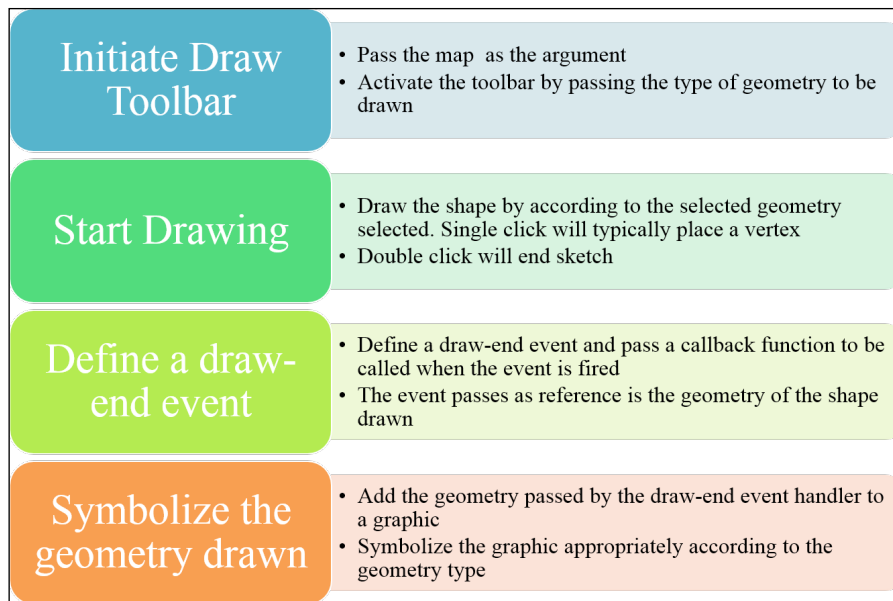 Initiate Draw
Toolbar
• Pass the map as the argument
• Activate the toolbar by passing the type of geometry to be
drawn
Start Drawing
• Draw the shape by according to the selected geometry
selected. Single click will typically place a vertex
• Double click will end sketch
Define a draw-
end event
• Define a draw-end event and pass a callback function to be
called when the event is fired
• The event passes as reference is the geometry of the shape
drawn
Symbolize the
geometry drawn
• Add the geometry passed by the draw-end event handler to
a graphic
• Symbolize the graphic appropriately according to the
geometry type